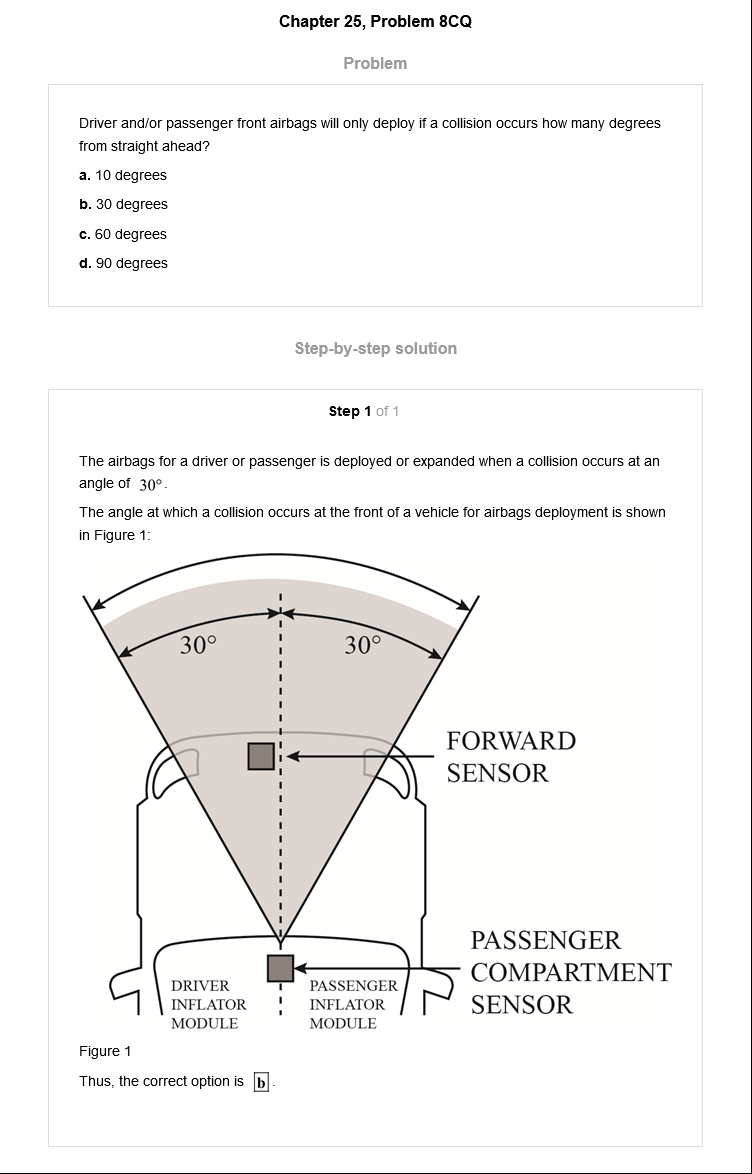 Chapter 25, Problem 8CQ
Problem
Driver and/or passenger front airbags will only deploy if a collision occurs how many degrees
from straight ahead?
a. 10 degrees
b. 30 degrees
c. 60 degrees
d. 90 degrees
Step-by-step solution
Step 1 of 1
The airbags for a driver or passenger is deployed or expanded when a collision occurs at an
angle of 30°.
The angle at which a collision occurs at the front of a vehicle for airbags deployment is shown
in Figure 1:
30° 30°
FORWARD
SENSOR
PASSENGER
COMPARTMENT
SENSOR
DRIVER
INFLATOR
MODULE
PASSENGER
INFLATOR
MODULE
Figure 1
Thus, the correct option is b.